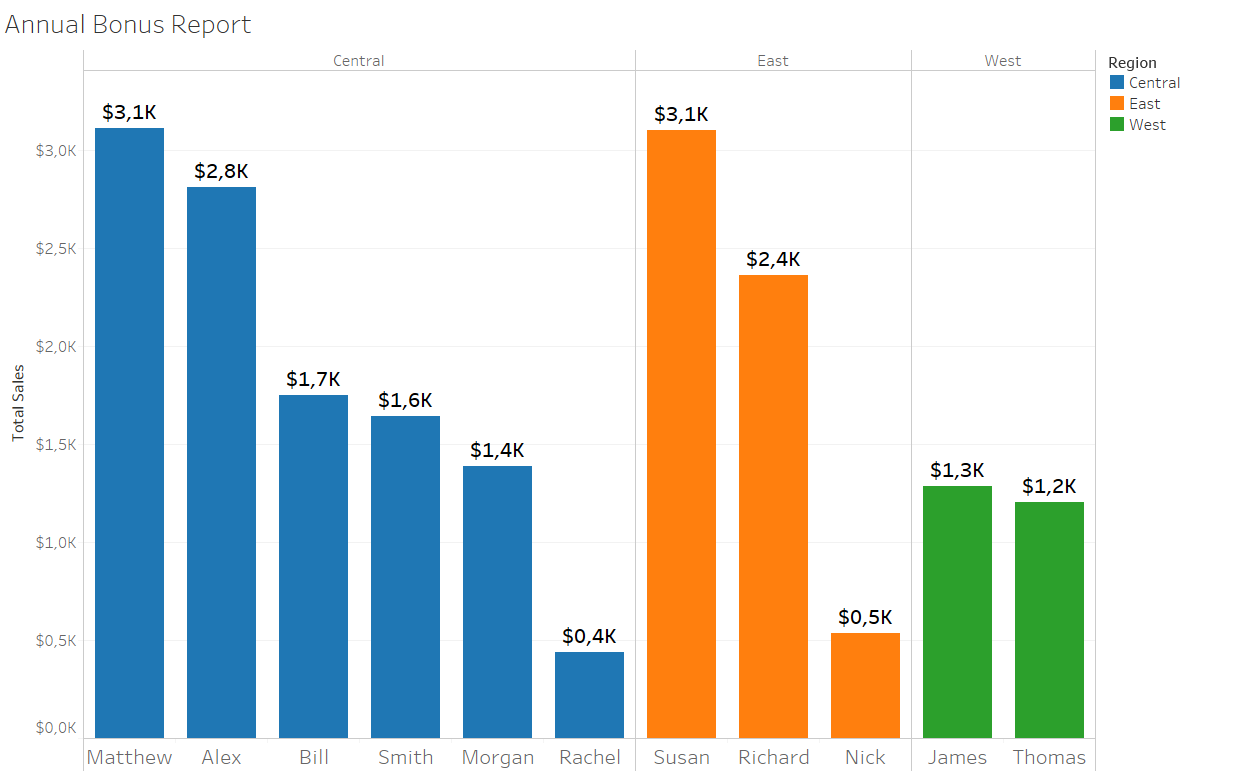 Annual Bonus Report
Central East West
Region
Central
East
West
$3,1K $3,1K
$3,0K
$2,8K
$2,5K
$2,4K
$2,0K
$1,7K
$1,6K
Total Sales
$1,5K
$1,4K
$1,3K
$1,2K
$1,0K
$0,5K
$0,5K
$0,4K
$0,0K
Matthew Alex Bill Smith Morgan Rachel Susan Richard Nick James Thomas